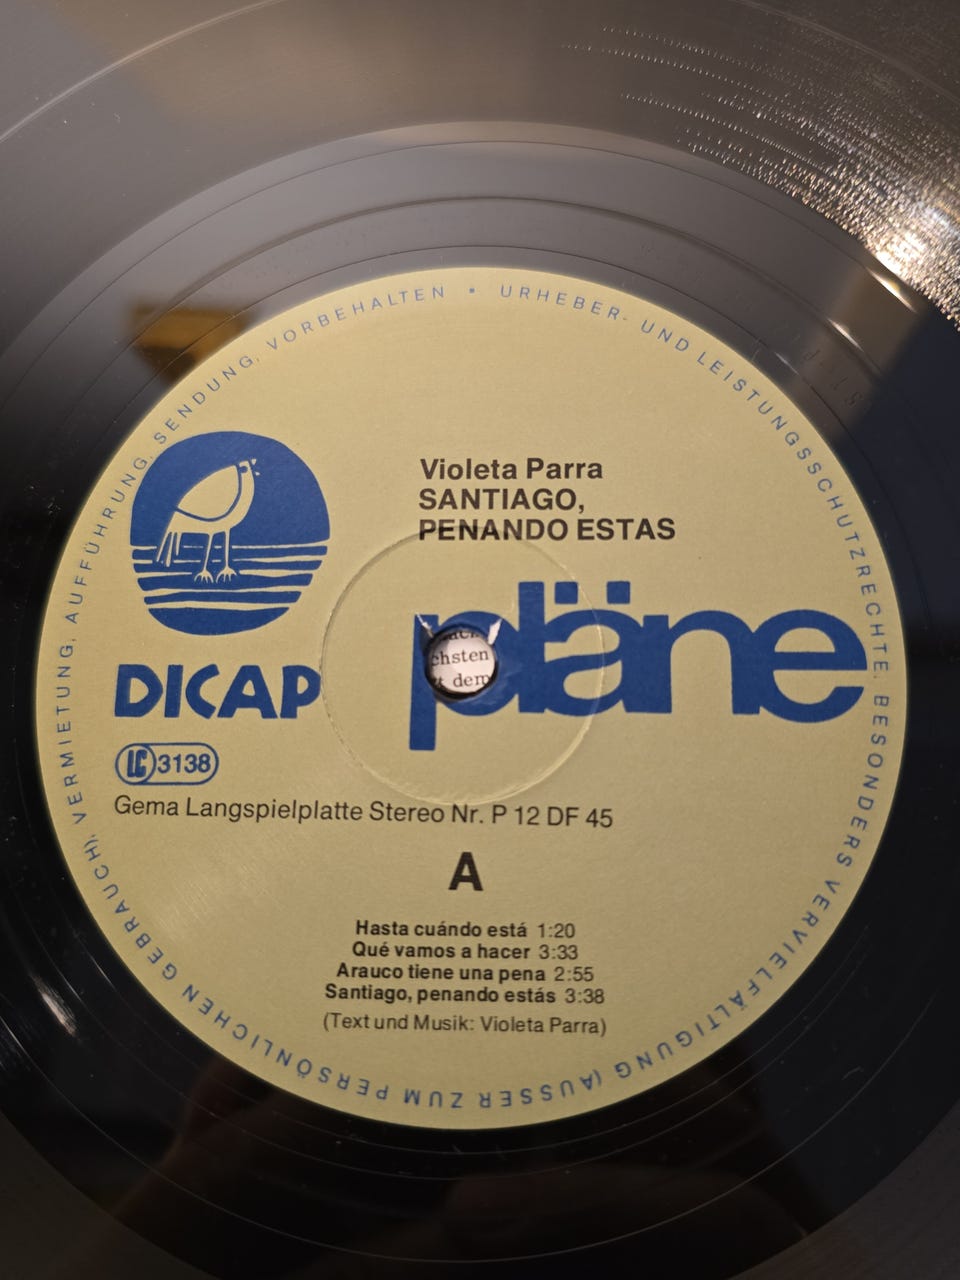 URHEBER- UND LEISTUNGSSCHUTZRECHTE. BESONDERS VERVIELFÄLTIGUNG (AUSSER ZUM PERSÖNLICHEN GEBRAUCH), VERMIETUNG, AUFFÜHRUNG, SENDUNG, VORBEHALTEN •
Violeta Parra
SANTIAGO,
PENANDO ESTAS
pläne
chsten
dem
DICAP
LC 3138
Gema Langspielplatte Stereo Nr. P 12 DF 45
A
Hasta cuándo está 1:20
Qué vamos a hacer 3:33
Arauco tiene una pena 2:55
Santiago, penando estás 3:38
(Text und Musik: Violeta Parra)